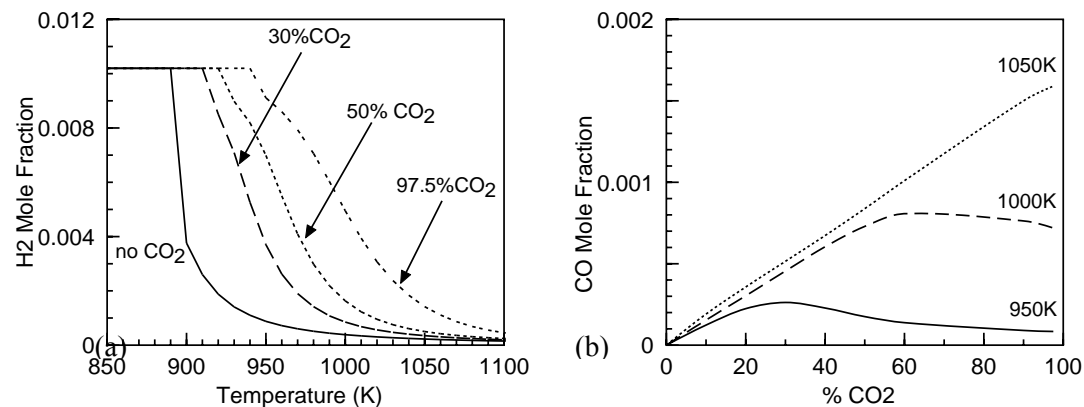 0.012
0.008
0.004
0
H2 Mole Fraction
30%CO2
50% CO2
97.5%CO2
no CO2
(a)
850 900 950 1000 1050 1100
Temperature (K)
0.002
0.001
0
CO Mole Fraction
1050K
1000K
950K
(b)
0 20 40 60 80 100
% CO2